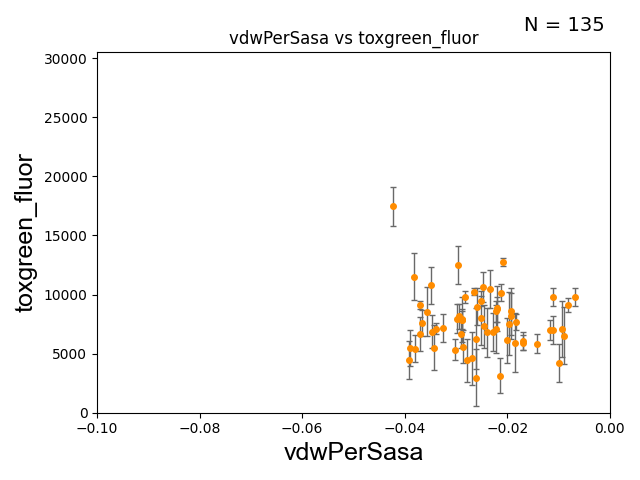 N = 135
vdwPerSasa vs toxgreen_fluor
30000
25000
20000
15000
10000
5000
0
toxgreen_fluor
−0.10 −0.08 −0.06 −0.04 −0.02 0.00
vdwPerSasa